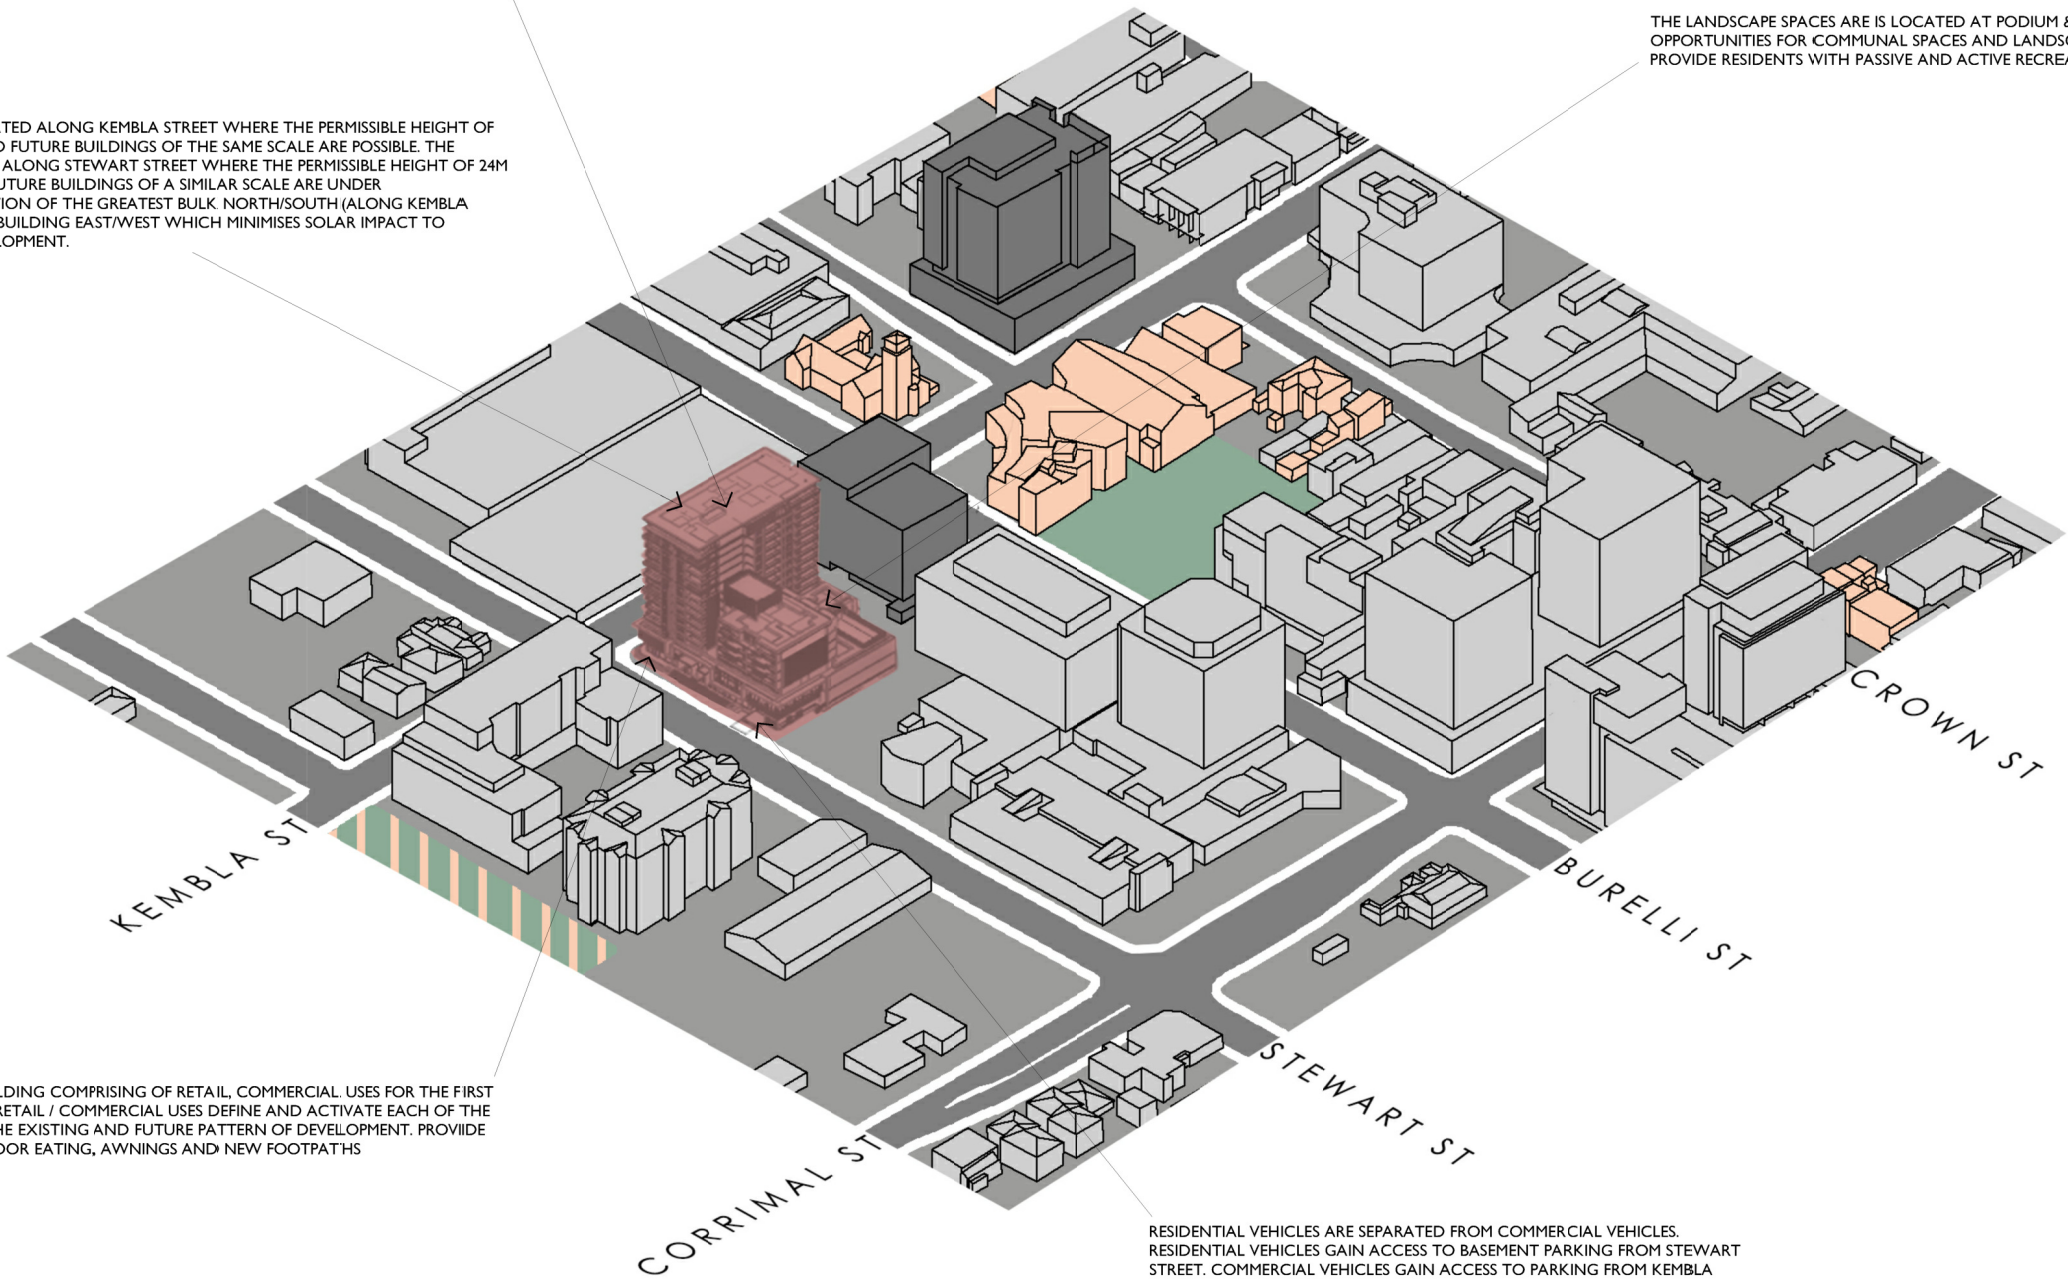 THE LANDSCAPE SPACES ARE IS LOCATED AT PODIUM &
OPPORTUNITIES FOR COMMUNAL SPACES AND LANDSC
PROVIDE RESIDENTS WITH PASSIVE AND ACTIVE RECREA
TED ALONG KEMBLA STREET WHERE THE PERMISSIBLE HEIGHT OF
FUTURE BUILDINGS OF THE SAME SCALE ARE POSSIBLE. THE
ALONG STEWART STREET WHERE THE PERMISSIBLE HEIGHT OF 24M
UTURE BUILDINGS OF A SIMILAR SCALE ARE UNDER
ION OF THE GREATEST BULK NORTH/SOUTH (ALONG KEMBLA
BUILDING EAST/WEST WHICH MINIMISES SOLAR IMPACT TO
LOPMENT.
CROWN ST
KEMBLA ST
BURELLI ST
STEWART ST
CORRIMAL ST
LDING COMPRISING OF RETAIL, COMMERCIAL USES FOR THE FIRST
RETAIL / COMMERCIAL USES DEFINE AND ACTIVATE EACH OF THE
HE EXISTING AND FUTURE PATTERN OF DEVELOPMENT. PROVIIDE
OOR EATING, AWNINGS AND NEW FOOTPATHS
RESIDENTIAL VEHICLES ARE SEPARATED FROM COMMERCIAL VEHICLES.
RESIDENTIAL VEHICLES GAIN ACCESS TO BASEMENT PARKING FROM STEWART
STREET. COMMERCIAL VEHICLES GAIN ACCESS TO PARKING FROM KEMBLA